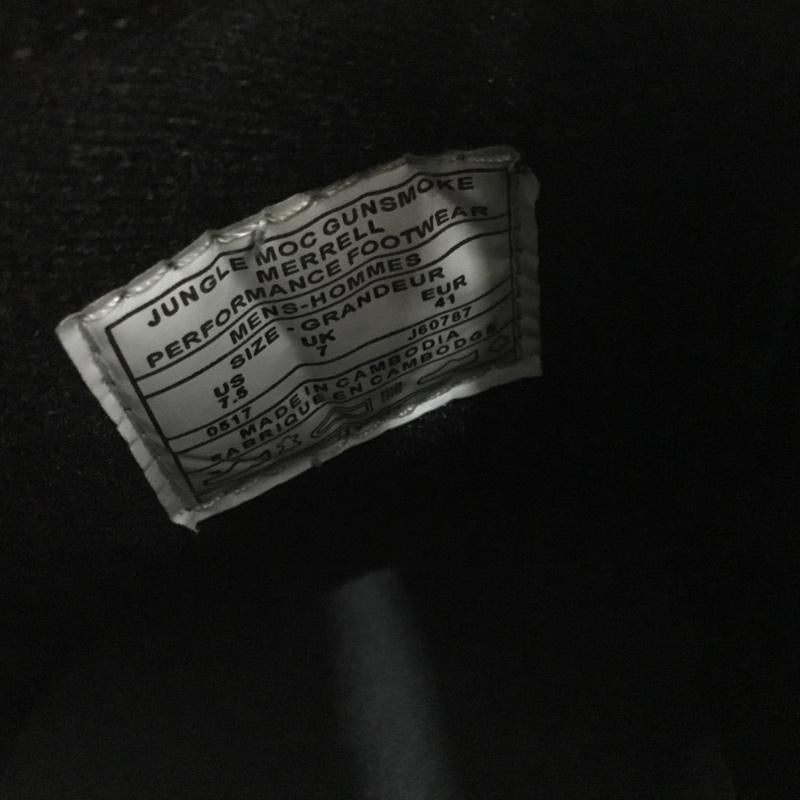 JUNGLE MOC GUNSMOKE
MERRELL
PERFORMANCE FOOTWEAR
MENS-HOMMES
SIZE - GRANDEUR
US UK EUR
7.5 7 41
0517 J60787
MADE IN CAMBODIA
FABRIQUE EN CAMBODGE